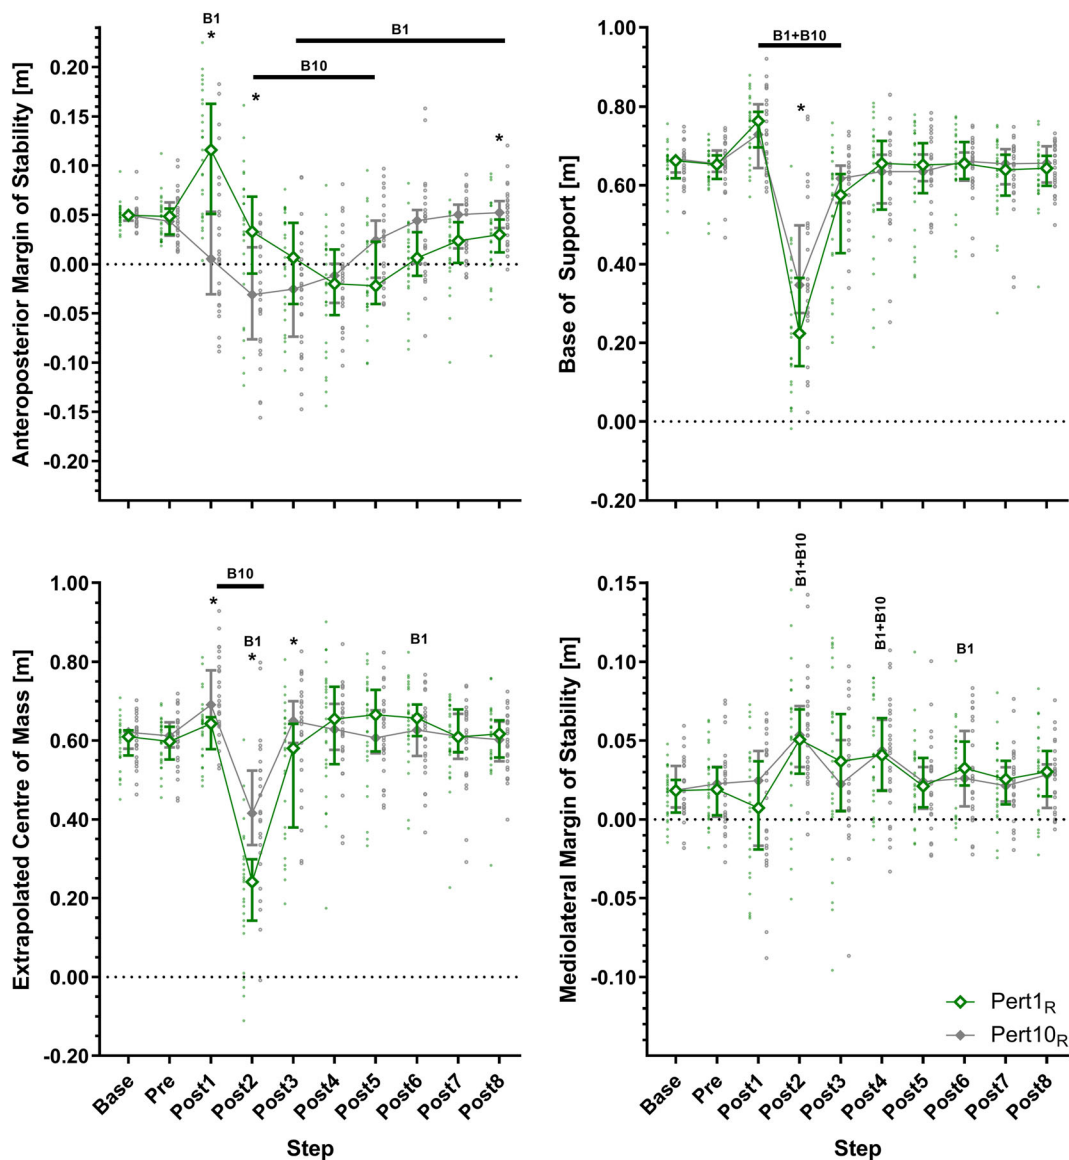 Anteroposterior Margin of Stability [m]
0.20
0.15
0.10
0.05
0.00
-0.05
-0.10
-0.15
-0.20
B1
*
B1
B10
*
*
Base of Support [m]
1.00
0.80
0.60
0.40
0.20
0.00
-0.20
B1+B10
*
Extrapolated Centre of Mass [m]
1.00
0.80
0.60
0.40
0.20
0.00
-0.20
B10
*
B1
*
*
B1
Base
Pre
Post1
Post2
Post3
Post4
Post5
Post6
Post7
Post8
Step
Mediolateral Margin of Stability [m]
0.15
0.10
0.05
0.00
-0.05
-0.10
B1+B10
B1+B10
B1
Pert1R
Pert10R
Base
Pre
Post1
Post2
Post3
Post4
Post5
Post6
Post7
Post8
Step